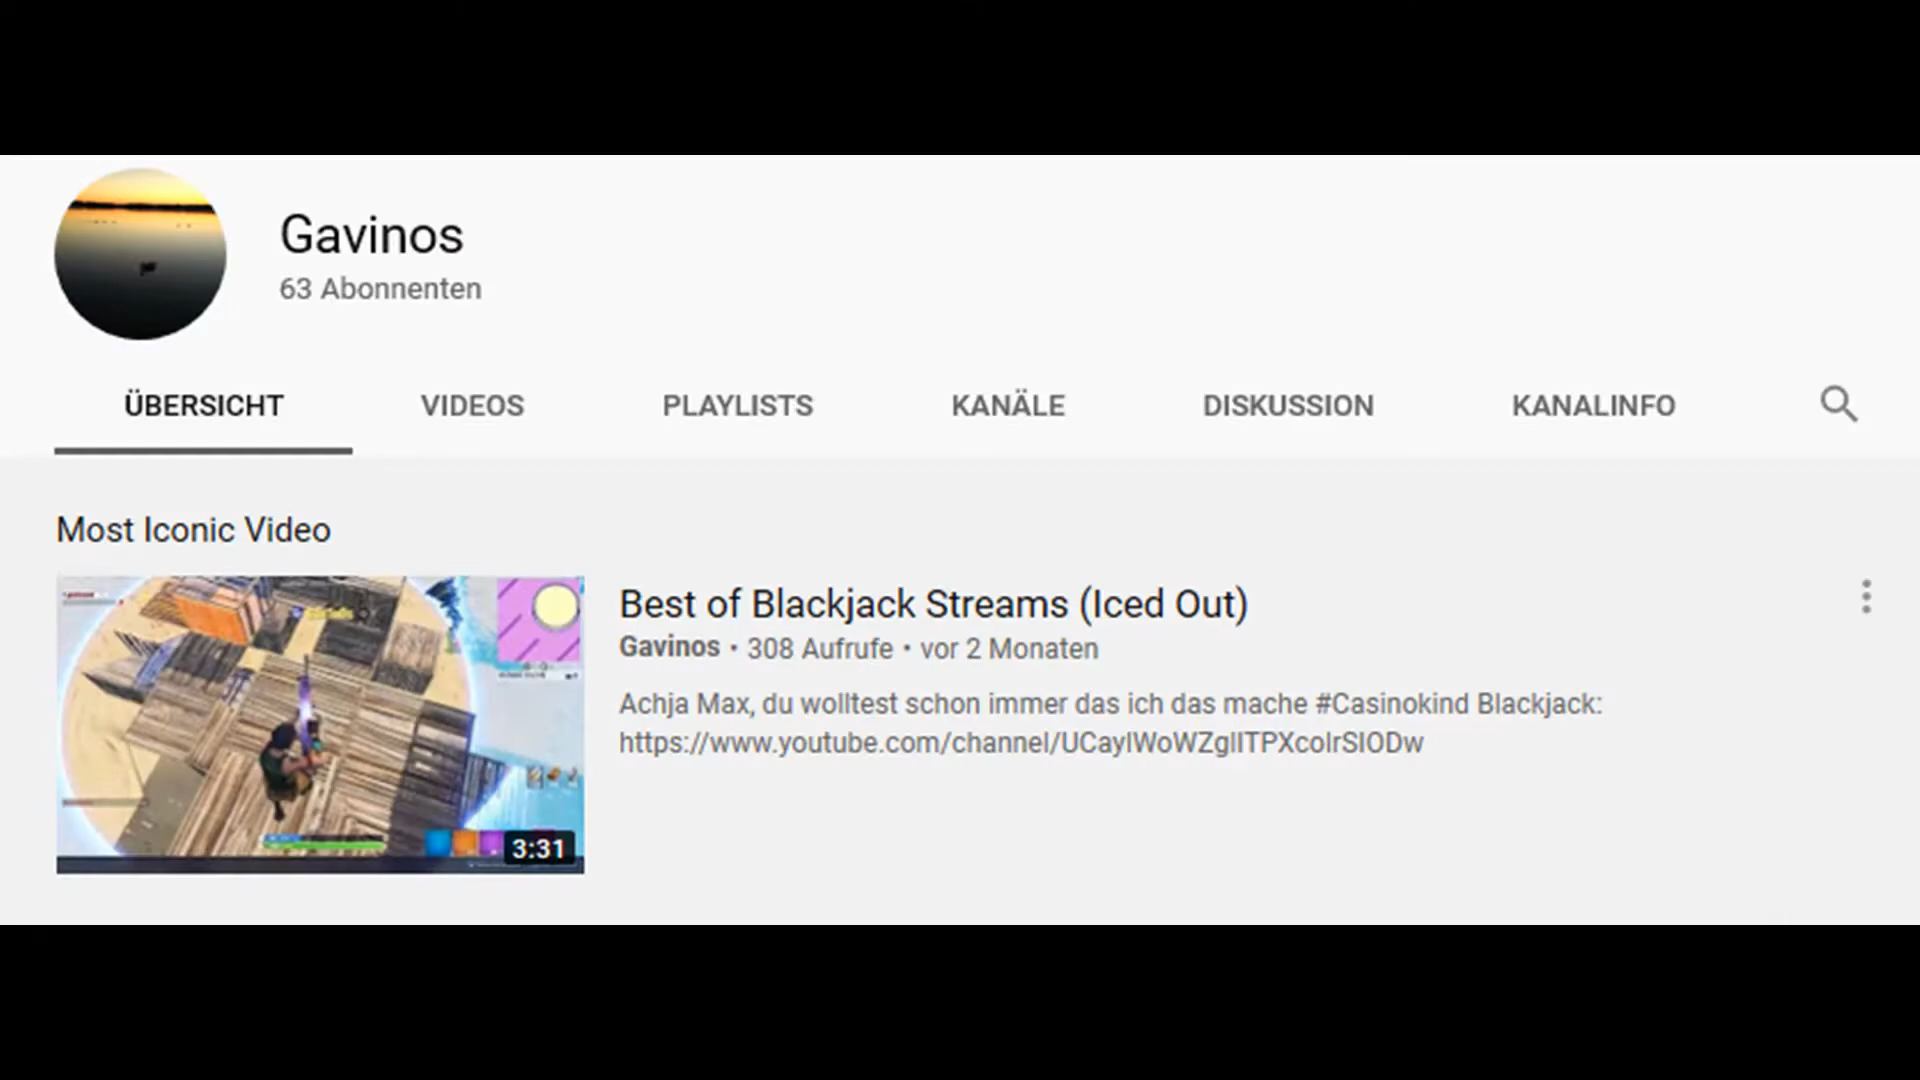 Gavinos
63 Abonnenten
ÜBERSICHT
VIDEOS
PLAYLISTS
KANÄLE
DISKUSSION
KANALINFO
Most Iconic Video
3:31
Best of Blackjack Streams (Iced Out)
Gavinos • 308 Aufrufe • vor 2 Monaten
Achja Max, du wolltest schon immer das ich das mache #Casinokind Blackjack:
https://www.youtube.com/channel/UCaylWoWZglITPXcolrSIODw